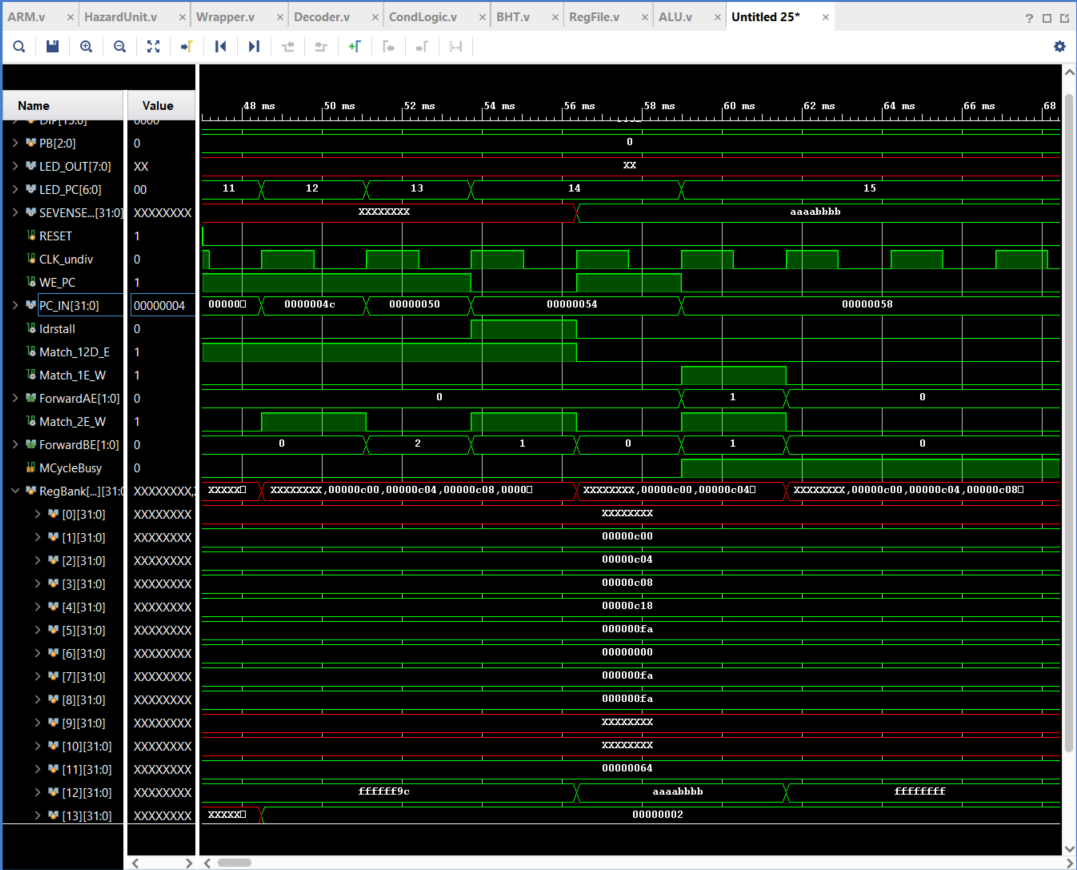 ARM.v × HazardUnit.v × Wrapper.v × Decoder.v × CondLogic.v × BHT.v × RegFile.v × ALU.v × Untitled 25* ×
Name Value 48 ms 50 ms 52 ms 54 ms 56 ms 58 ms 60 ms 62 ms 64 ms 66 ms 68
DIP[15:0] 0000
PB[2:0] 0 0
LED_OUT[7:0] XX XX
LED_PC[6:0] 00 11 12 13 14 15
SEVENSE...[31:0] XXXXXXXX XXXXXXXX aaaabbbb
RESET 1
CLK_undiv 0
WE_PC 1
PC_IN[31:0] 00000004 00000 0000004c 00000050 00000054 00000058
ldrstall 0
Match_12D_E 1
Match_1E_W 1
ForwardAE[1:0] 0 0 1 0
Match_2E_W 1
ForwardBE[1:0] 0 0 2 1 0 1 0
MCycleBusy 0
RegBank[...][31:0 XXXXXXXX, XXXXX XXXXXXXX,00000c00,00000c04,00000c08,0000 XXXXXXXX,00000c00,00000c04 XXXXXXXX,00000c00,00000c04,00000c08
[0][31:0] XXXXXXXX XXXXXXXX
[1][31:0] XXXXXXXX 00000c00
[2][31:0] XXXXXXXX 00000c04
[3][31:0] XXXXXXXX 00000c08
[4][31:0] XXXXXXXX 00000c18
[5][31:0] XXXXXXXX 000000fa
[6][31:0] XXXXXXXX 00000000
[7][31:0] XXXXXXXX 000000fa
[8][31:0] XXXXXXXX 000000fa
[9][31:0] XXXXXXXX XXXXXXXX
[10][31:0] XXXXXXXX XXXXXXXX
[11][31:0] XXXXXXXX 00000064
[12][31:0] XXXXXXXX ffffff9c aaaabbbb ffffffff
[13][31:0] XXXXXXXX XXXXX 00000002